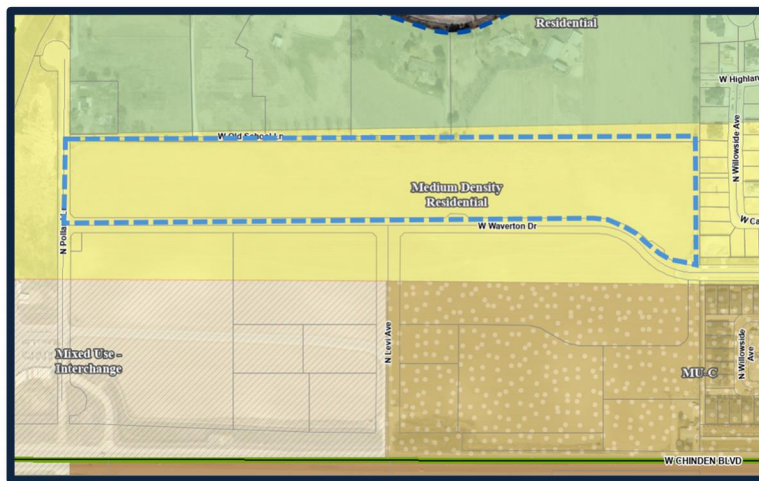 Residential
W Highlan
W Old School Ln
N Willowside Ave
Medium Density
Residential
N Pollard Ln
W Waverton Dr
W Ca
N Levi Ave
Mixed Use -
Interchange
MU-C
N Willowside
Ave
W CHINDEN BLVD